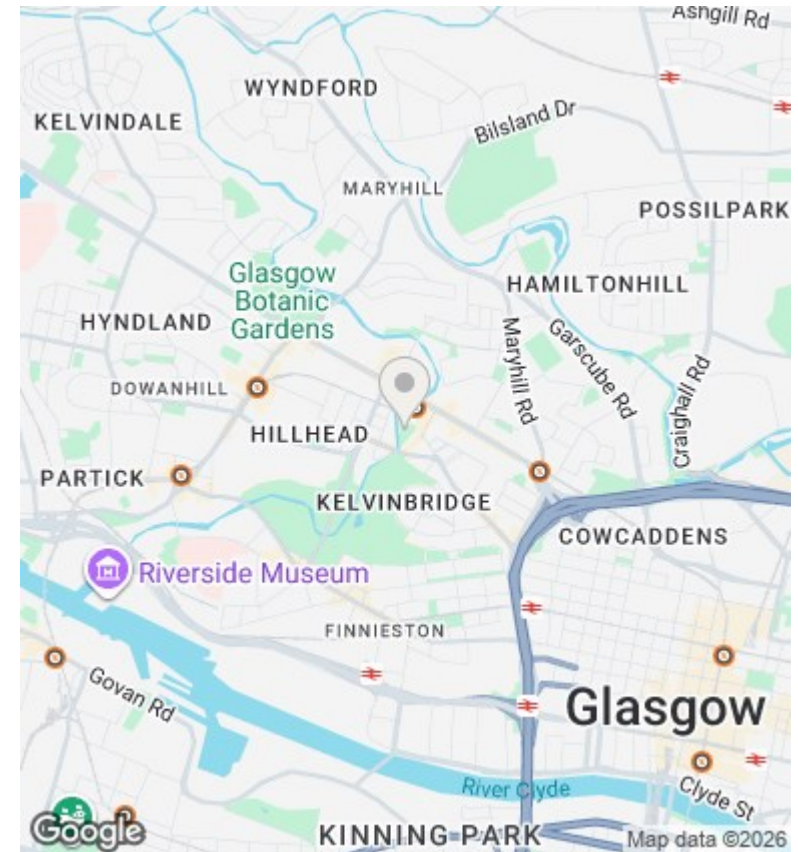 Ashgill Rd
WYNDFORD
KELVINDALE
Bilsland Dr
MARYHILL
POSSILPARK
Glasgow
Botanic
Gardens
HAMILTONHILL
HYNDLAND
Maryhill Rd
Garscube Rd
Craighall Rd
DOWANHILL
HILLHEAD
PARTICK
KELVINBRIDGE
COWCADDENS
Riverside Museum
FINNIESTON
Govan Rd
Glasgow
River Clyde
Clyde St
Google
KINNING PARK
Map data ©2026